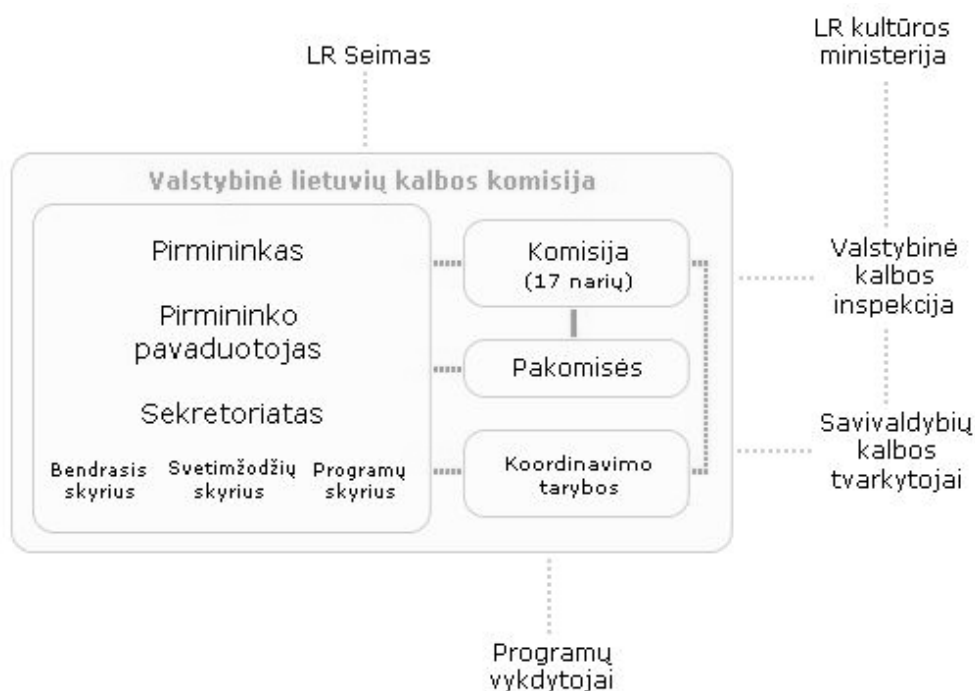 LR Seimas
LR kultūros
ministerija
Valstybinė lietuvių kalbos komisija
Pirmininkas
Pirmininko
pavaduotojas
Sekretoriatas
Bendrasis
skyrius
Svetimžodžių
skyrius
Programų
skyrius
Komisija
(17 narių)
Pakomisės
Koordinavimo
tarybos
Valstybinė
kalbos
inspekcija
Savivaldybių
kalbos
tvarkytojai
Programų
vykdytojai